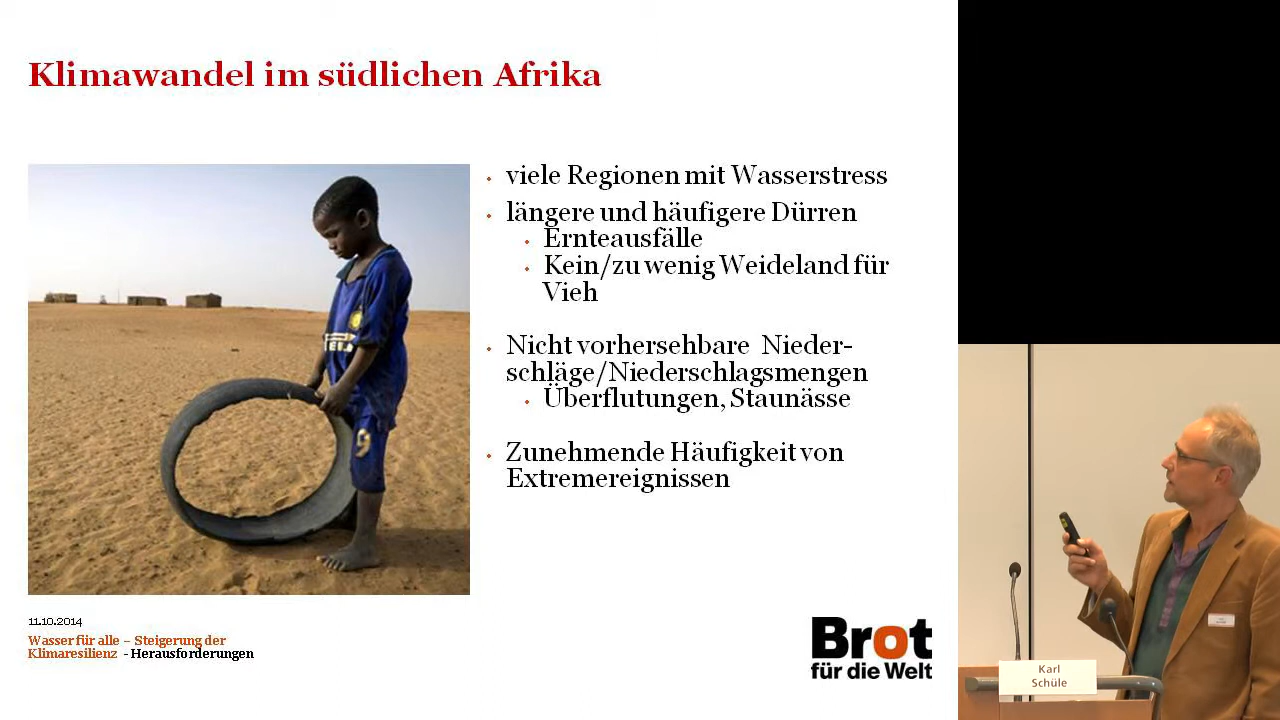 Klimawandel im südlichen Afrika
viele Regionen mit Wasserstress
längere und häufigere Dürren
Ernteausfälle
Kein/zu wenig Weideland für
Vieh
Nicht vorhersehbare Nieder-
schläge/Niederschlagsmengen
Überflutungen, Staunässe
Zunehmende Häufigkeit von
Extremereignissen
9
11.10.2014
Wasser für alle – Steigerung der
Klimaresilienz - Herausforderungen
Brot
für die Welt
Karl
Schüle